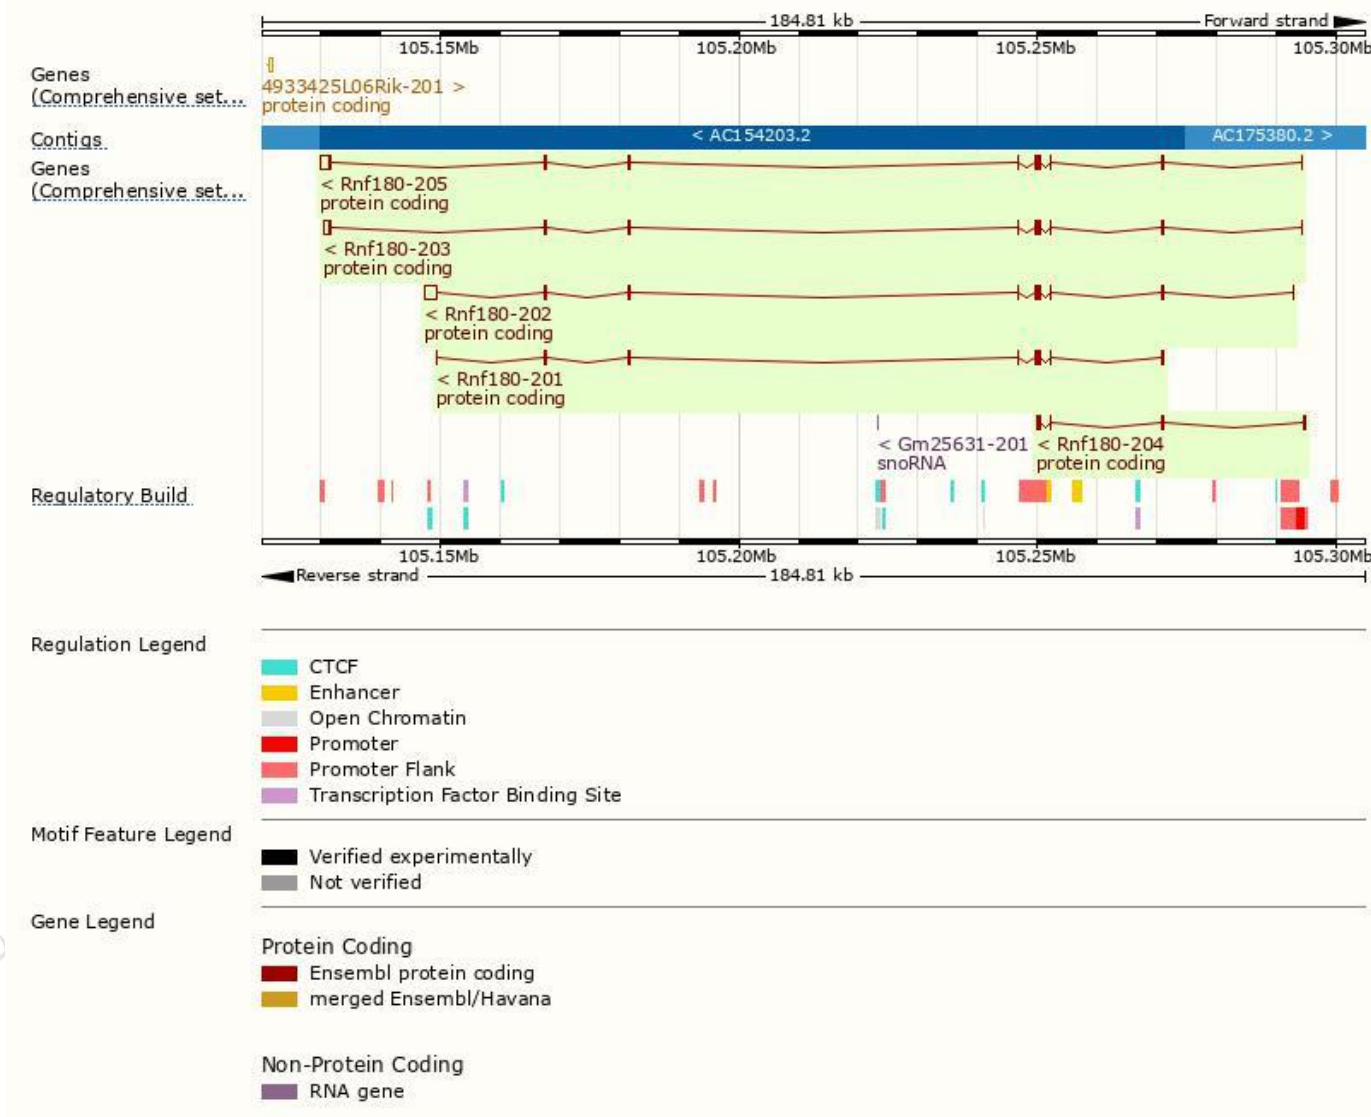 184.81 kb Forward strand
105.15Mb 105.20Mb 105.25Mb 105.30Mb
Genes
(Comprehensive set...
4933425L06Rik-201 >
protein coding
Contigs < AC154203.2 AC175380.2 >
Genes
(Comprehensive set...
< Rnf180-205
protein coding
< Rnf180-203
protein coding
< Rnf180-202
protein coding
< Rnf180-201
protein coding
< Gm25631-201 < Rnf180-204
snoRNA protein coding
Regulatory Build
105.15Mb 105.20Mb 105.25Mb 105.30Mb
Reverse strand 184.81 kb
Regulation Legend
CTCF
Enhancer
Open Chromatin
Promoter
Promoter Flank
Transcription Factor Binding Site
Motif Feature Legend
Verified experimentally
Not verified
Gene Legend
Protein Coding
Ensembl protein coding
merged Ensembl/Havana
Non-Protein Coding
RNA gene